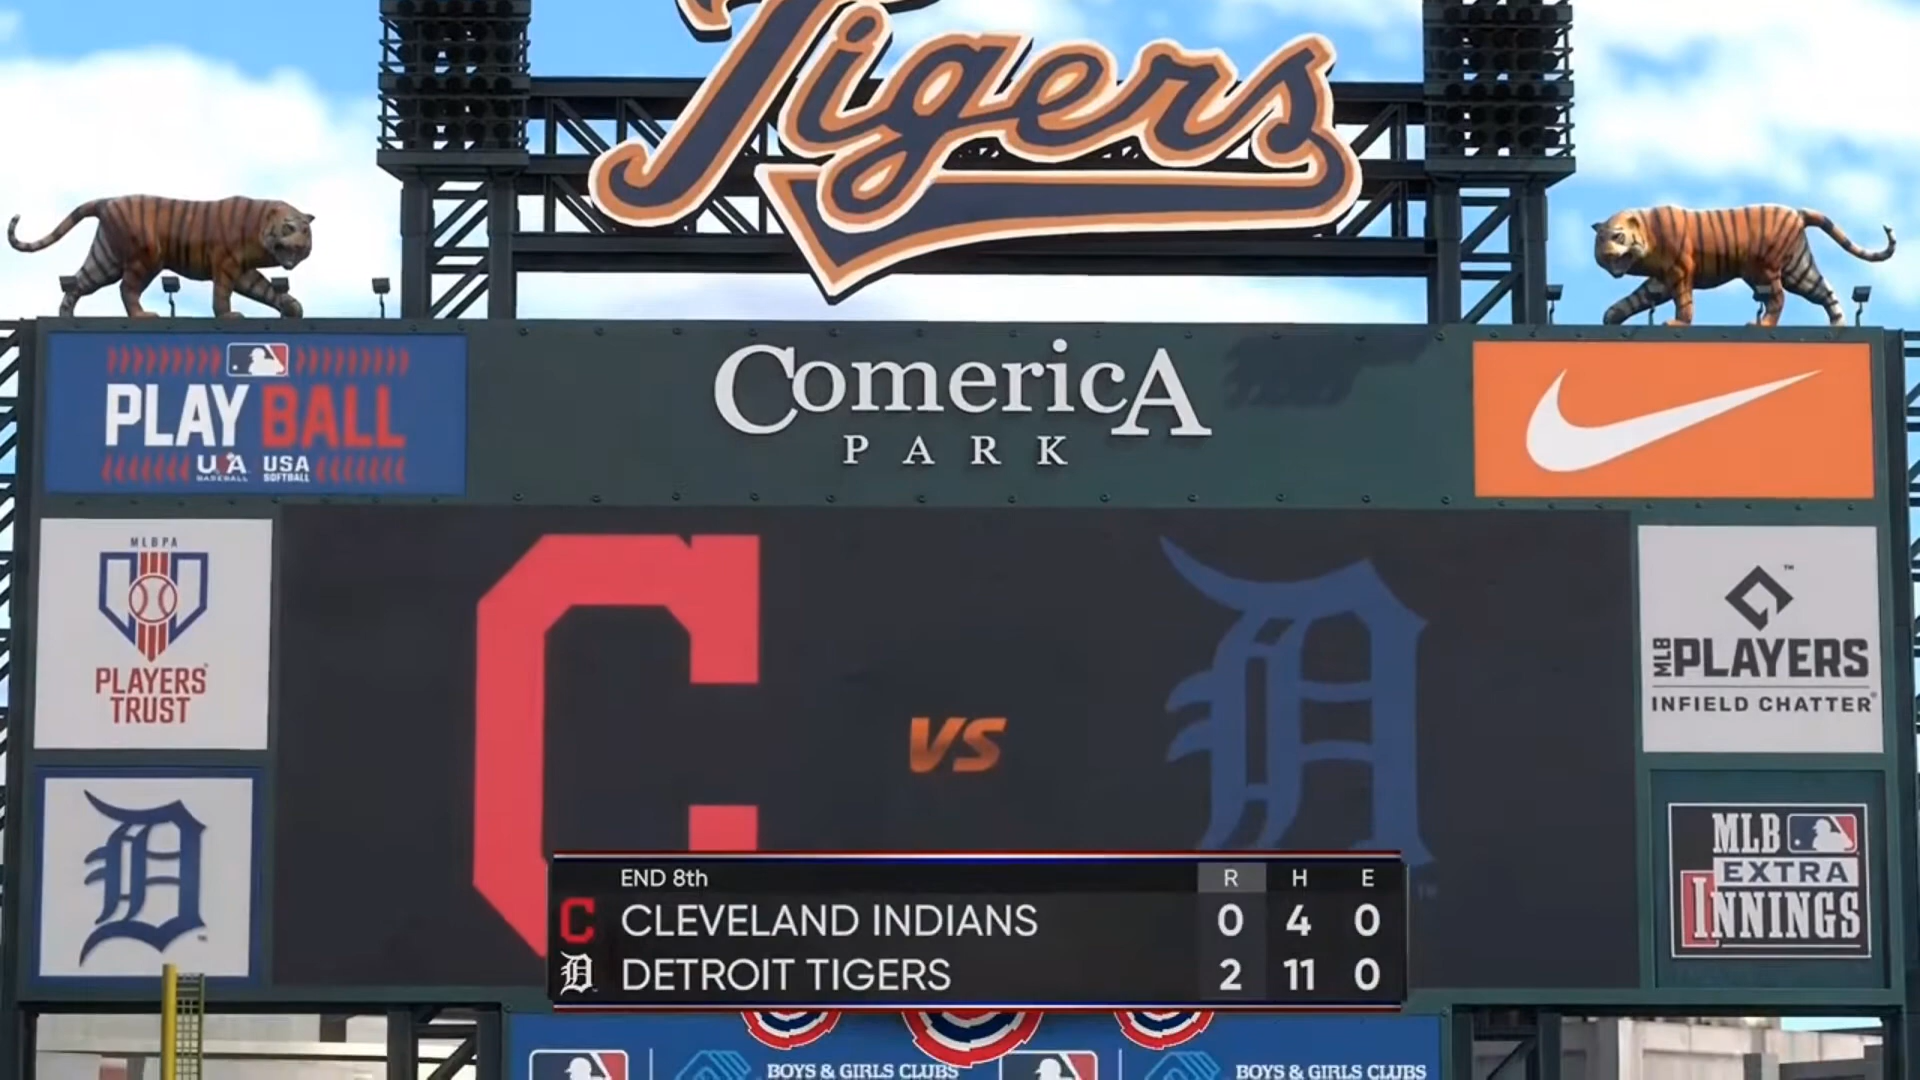 Tigers
PLAY BALL
USA BASEBALL
USA SOFTBALL
ComericA
PARK
MLBPA
PLAYERS
TRUST
C
VS
D
™
MLB PLAYERS
INFIELD CHATTER®
D
MLB
EXTRA
INNINGS
END 8th R H E
C CLEVELAND INDIANS 0 4 0
D DETROIT TIGERS 2 11 0
BOYS & GIRLS CLUBS
BOYS & GIRLS CLUBS